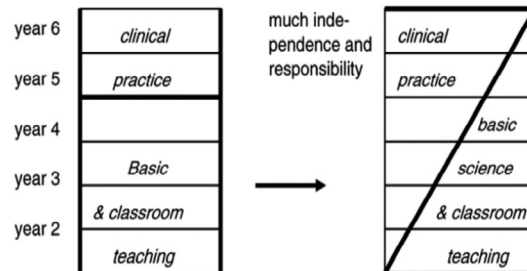 year 6
clinical
year 5
practice
year 4
Basic
year 3
& classroom
year 2
teaching
much inde-
pendence and
responsibility
clinical
practice
basic
science
& classroom
teaching